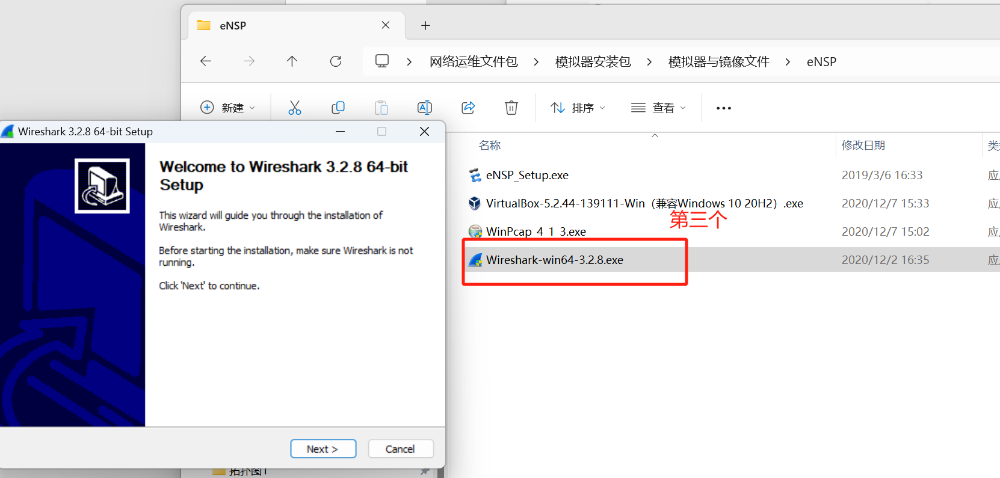 eNSP
网络运维文件包 > 模拟器安装包 > 模拟器与镜像文件 > eNSP
新建 排序 查看
Wireshark 3.2.8 64-bit Setup
Welcome to Wireshark 3.2.8 64-bit
Setup
This wizard will guide you through the installation of
Wireshark.
Before starting the installation, make sure Wireshark is not
running.
Click 'Next' to continue.
Next >
Cancel
名称 修改日期
eNSP_Setup.exe 2019/3/6 16:33
VirtualBox-5.2.44-139111-Win（兼容Windows 10 20H2）.exe 2020/12/7 15:33
第三个
WinPcap_4_1_3.exe 2020/12/7 15:02
Wireshark-win64-3.2.8.exe 2020/12/2 16:35
拓扑图1